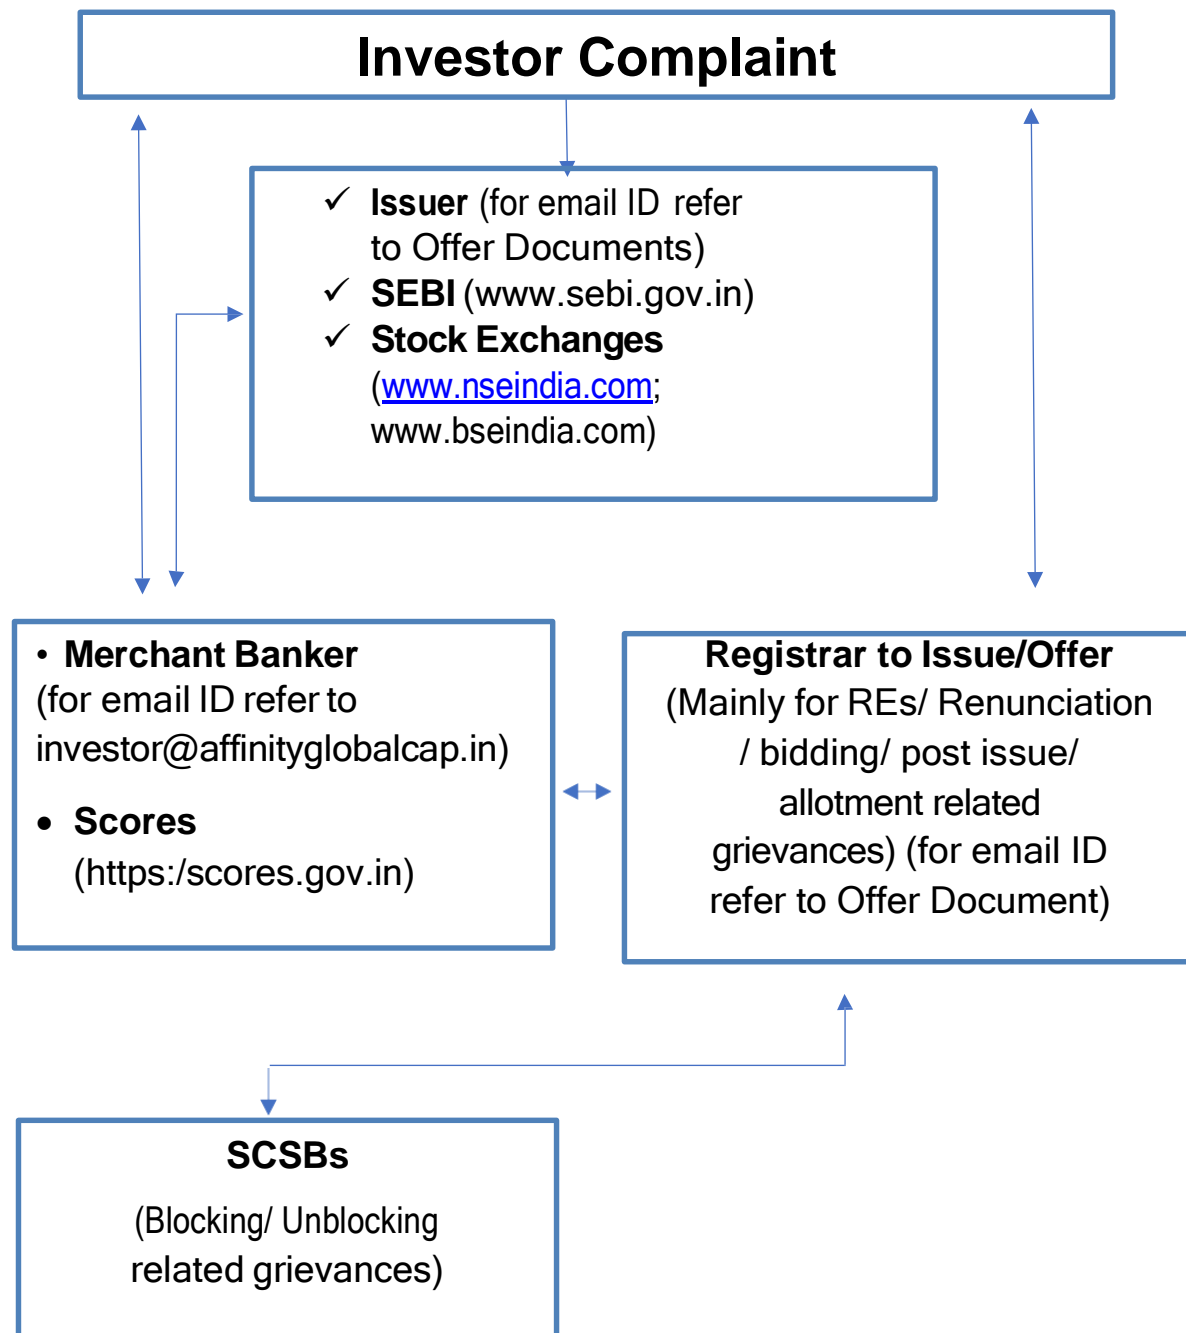 Investor Complaint
✓ Issuer (for email ID refer
to Offer Documents)
✓ SEBI (www.sebi.gov.in)
✓ Stock Exchanges
(www.nseindia.com;
www.bseindia.com)
• Merchant Banker
(for email ID refer to
investor@affinityglobalcap.in)
• Scores
(https:/scores.gov.in)
Registrar to Issue/Offer
(Mainly for REs/ Renunciation
/ bidding/ post issue/
allotment related
grievances) (for email ID
refer to Offer Document)
SCSBs
(Blocking/ Unblocking
related grievances)